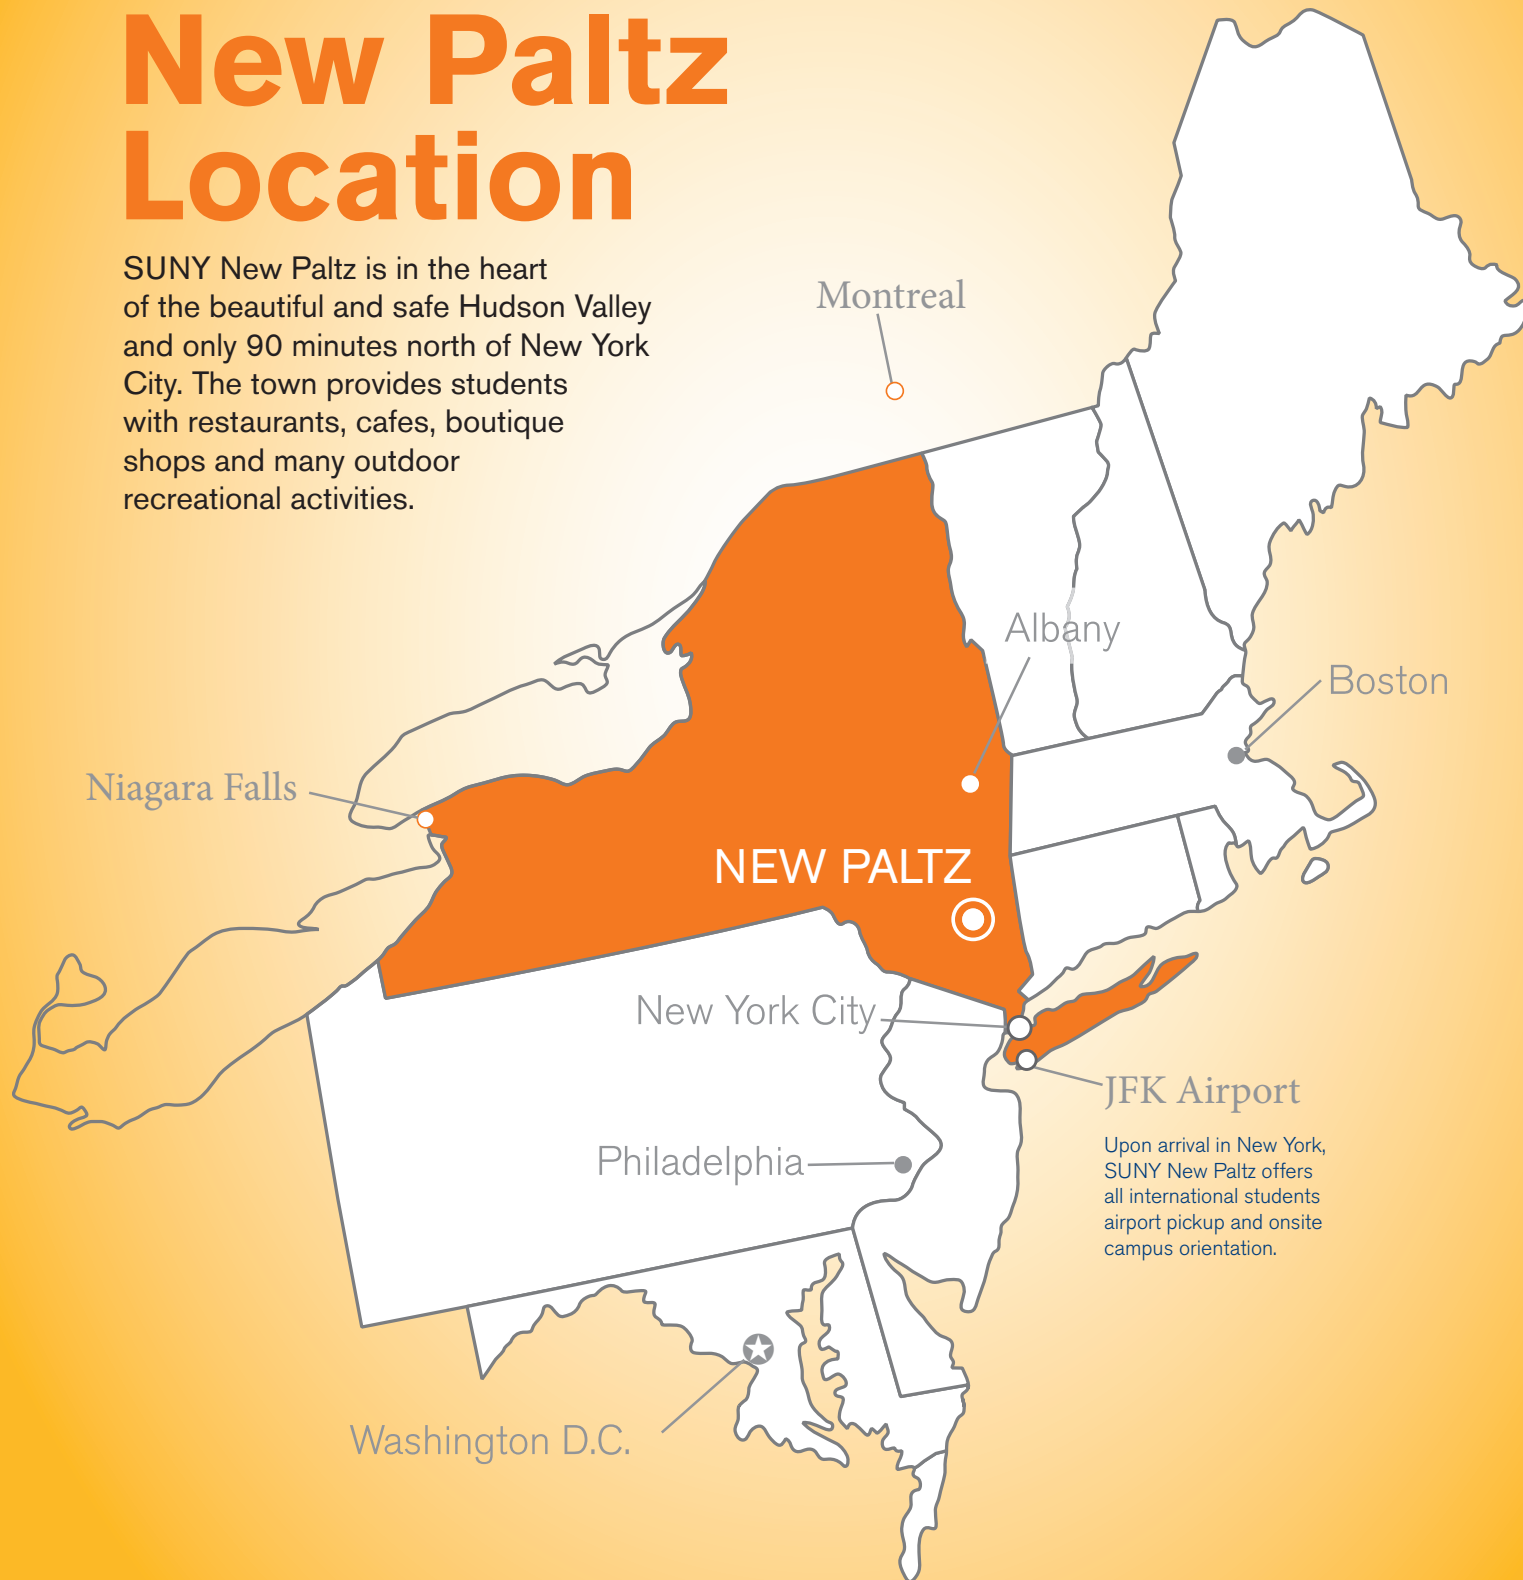 New Paltz
Location
SUNY New Paltz is in the heart
of the beautiful and safe Hudson Valley
and only 90 minutes north of New York
City. The town provides students
with restaurants, cafes, boutique
shops and many outdoor
recreational activities.
Montreal
Albany
Boston
Niagara Falls
NEW PALTZ
New York City
JFK Airport
Upon arrival in New York,
SUNY New Paltz offers
all international students
airport pickup and onsite
campus orientation.
Philadelphia
Washington D.C.